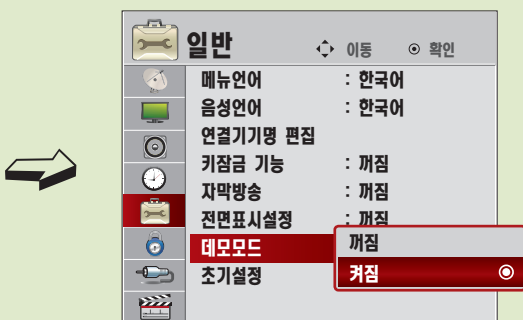 일반 이동 확인
메뉴언어 : 한국어
음성언어 : 한국어
연결기기명 편집
키잠금 기능 : 꺼짐
자막방송 : 꺼짐
전면표시설정 : 꺼짐
데모모드 꺼짐
초기설정 켜짐